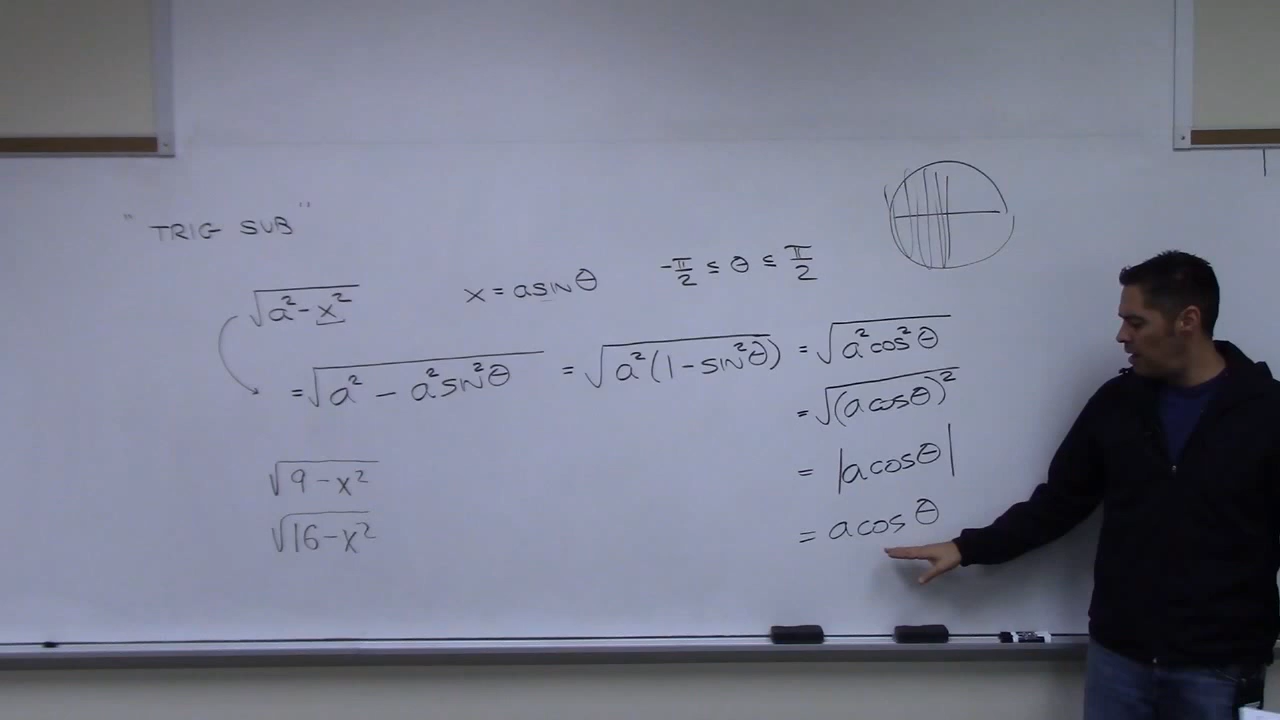 "TRIG SUB"
√(a² - x²) x = a sin θ -π/2 ≤ θ ≤ π/2
= √(a² - a² sin² θ) = √(a²(1 - sin² θ)) = √(a² cos² θ)
= √((a cos θ)²)
= |a cos θ|
= a cos θ
√(9 - x²)
√(16 - x²)